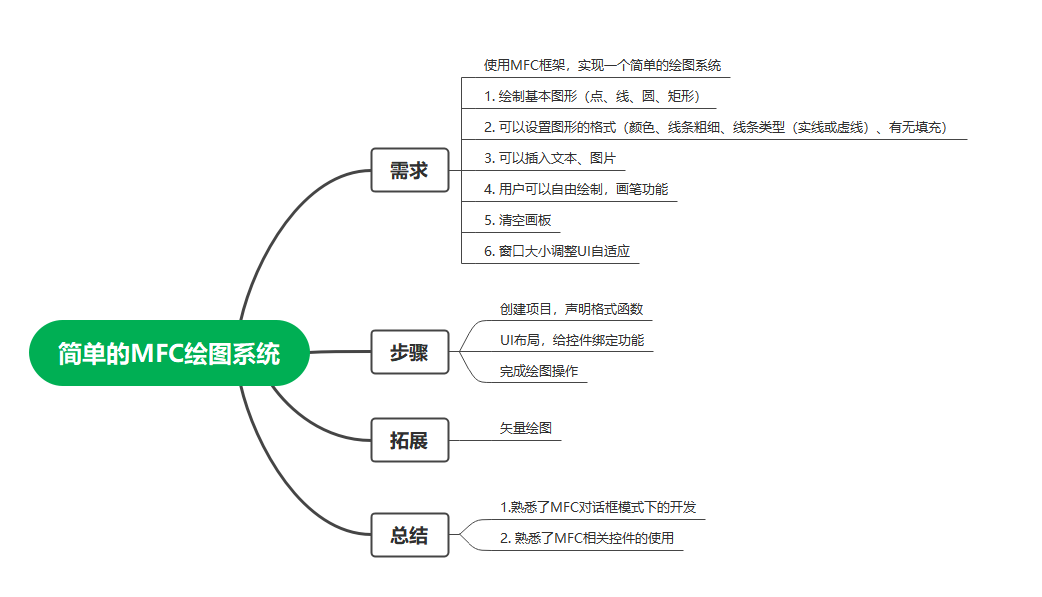 简单的MFC绘图系统
需求
使用MFC框架，实现一个简单的绘图系统
1. 绘制基本图形（点、线、圆、矩形）
2. 可以设置图形的格式（颜色、线条粗细、线条类型（实线或虚线）、有无填充）
3. 可以插入文本、图片
4. 用户可以自由绘制，画笔功能
5. 清空画板
6. 窗口大小调整UI自适应
步骤
创建项目，声明格式函数
UI布局，给控件绑定功能
完成绘图操作
拓展
矢量绘图
总结
1.熟悉了MFC对话框模式下的开发
2. 熟悉了MFC相关控件的使用